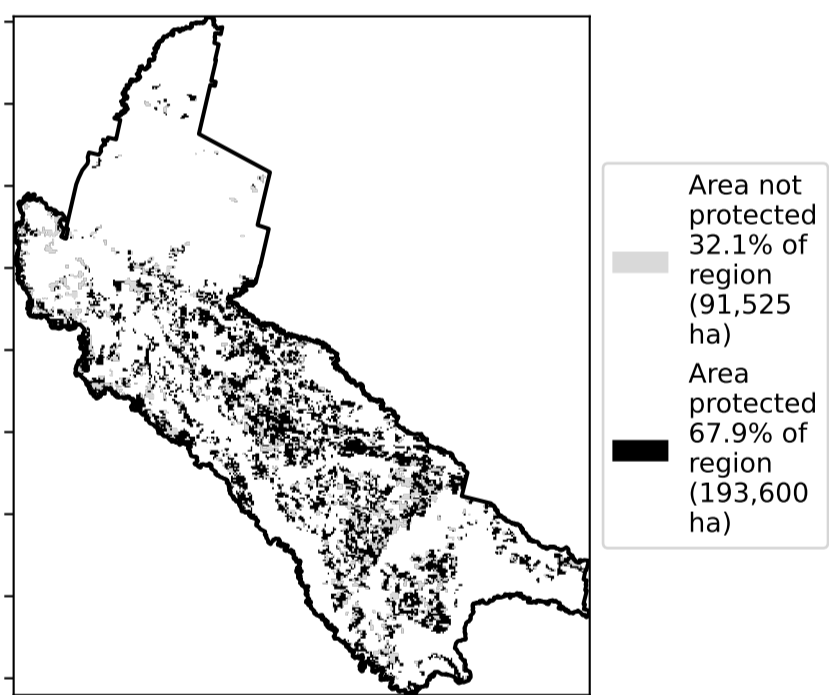 Area not
protected
32.1% of
region
(91,525
ha)
Area
protected
67.9% of
region
(193,600
ha)